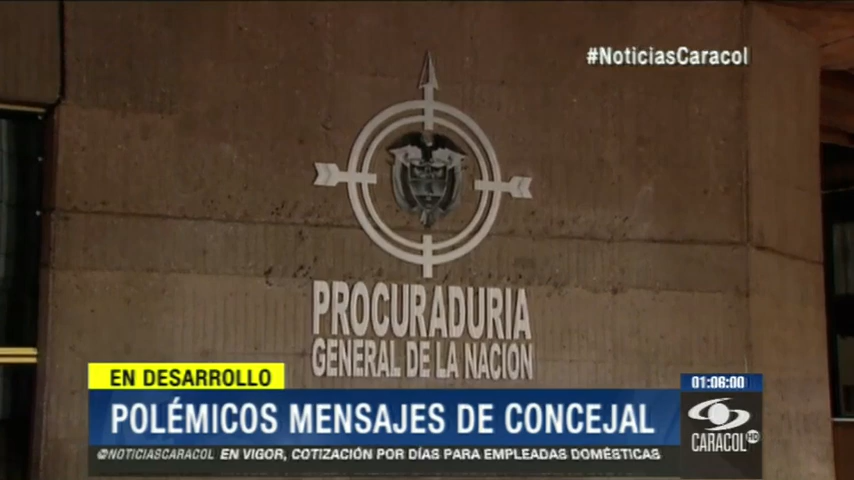 #NoticiasCaracol
PROCURADURIA
GENERAL DE LA NACION
EN DESARROLLO
POLÉMICOS MENSAJES DE CONCEJAL
01:06:00
@NOTICIASCARACOL EN VIGOR, COTIZACIÓN POR DÍAS PARA EMPLEADAS DOMÉSTICAS
CARACOL HD